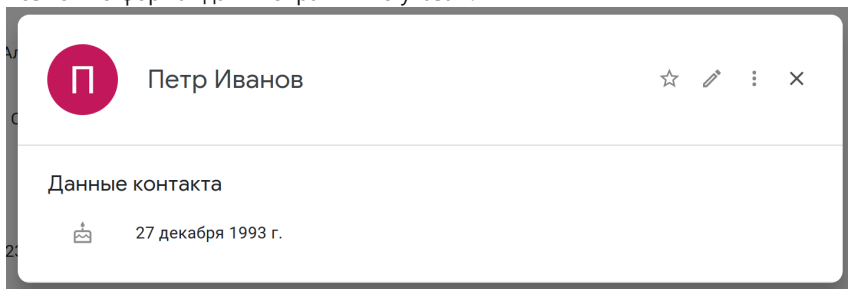 П
Петр Иванов
Данные контакта
27 декабря 1993 г.